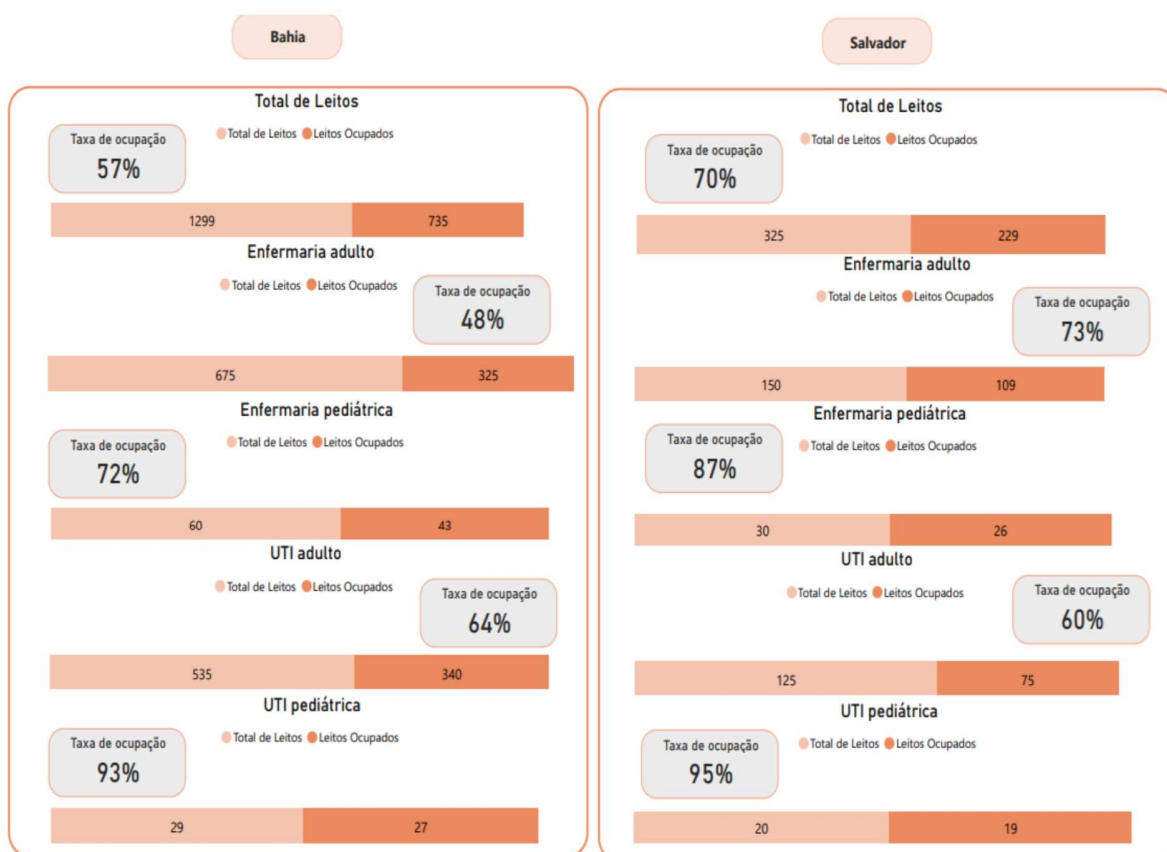 Bahia
Total de Leitos
Total de Leitos Leitos Ocupados
Taxa de ocupação
57%
1299 735
Enfermaria adulto
Total de Leitos Leitos Ocupados
Taxa de ocupação
48%
675 325
Enfermaria pediátrica
Total de Leitos Leitos Ocupados
Taxa de ocupação
72%
60 43
UTI adulto
Total de Leitos Leitos Ocupados
Taxa de ocupação
64%
535 340
UTI pediátrica
Total de Leitos Leitos Ocupados
Taxa de ocupação
93%
29 27
Salvador
Total de Leitos
Total de Leitos Leitos Ocupados
Taxa de ocupação
70%
325 229
Enfermaria adulto
Total de Leitos Leitos Ocupados
Taxa de ocupação
73%
150 109
Enfermaria pediátrica
Total de Leitos Leitos Ocupados
Taxa de ocupação
87%
30 26
UTI adulto
Total de Leitos Leitos Ocupados
Taxa de ocupação
60%
125 75
UTI pediátrica
Total de Leitos Leitos Ocupados
Taxa de ocupação
95%
20 19